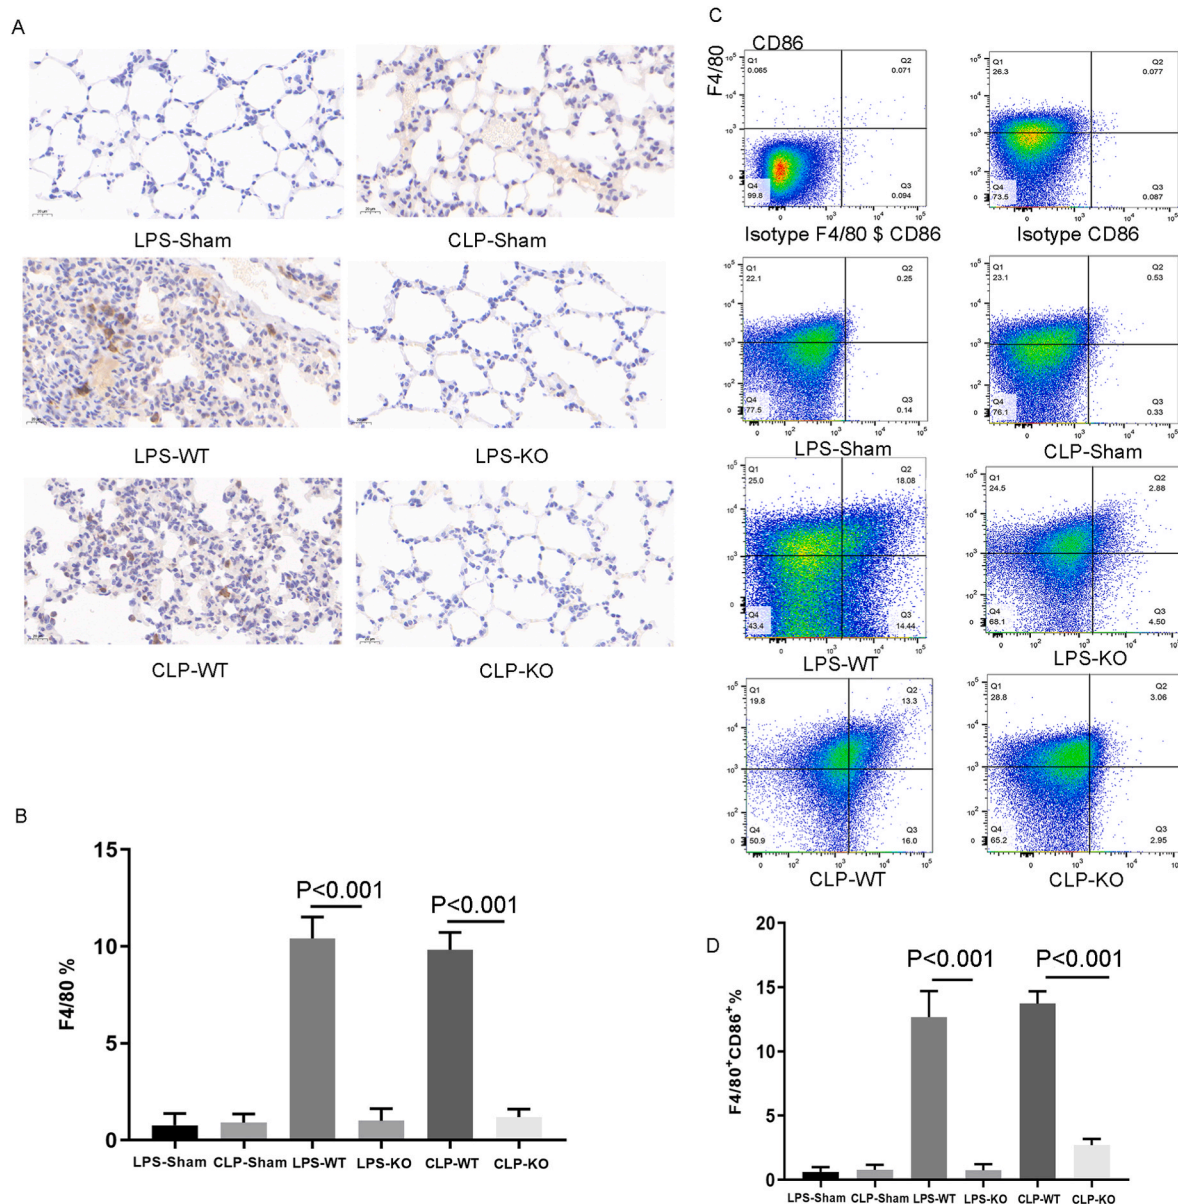 A
LPS-Sham
CLP-Sham
LPS-WT
LPS-KO
CLP-WT
CLP-KO
B
F4/80 %
15
10
5
0
P<0.001
P<0.001
LPS-Sham CLP-Sham LPS-WT LPS-KO CLP-WT CLP-KO
C
CD86
F4/80
Q1
0.065
Q2
0.071
Q3
0.094
Q4
99.8
Isotype F4/80 $ CD86
Q1
26.3
Q2
0.077
Q3
0.087
Q4
73.5
Isotype CD86
Q1
22.1
Q2
0.25
Q3
0.14
Q4
77.5
LPS-Sham
Q1
23.1
Q2
0.53
Q3
0.33
Q4
76.1
CLP-Sham
Q1
25.0
Q2
18.08
Q3
14.44
Q4
43.4
LPS-WT
Q1
24.5
Q2
2.88
Q3
4.50
Q4
68.1
LPS-KO
Q1
19.8
Q2
13.3
Q3
16.0
Q4
50.9
CLP-WT
Q1
28.8
Q2
3.06
Q3
2.95
Q4
65.2
CLP-KO
D
F4/80⁺CD86⁺%
20
15
10
5
0
P<0.001
P<0.001
LPS-Sham CLP-Sham LPS-WT LPS-KO CLP-WT CLP-KO